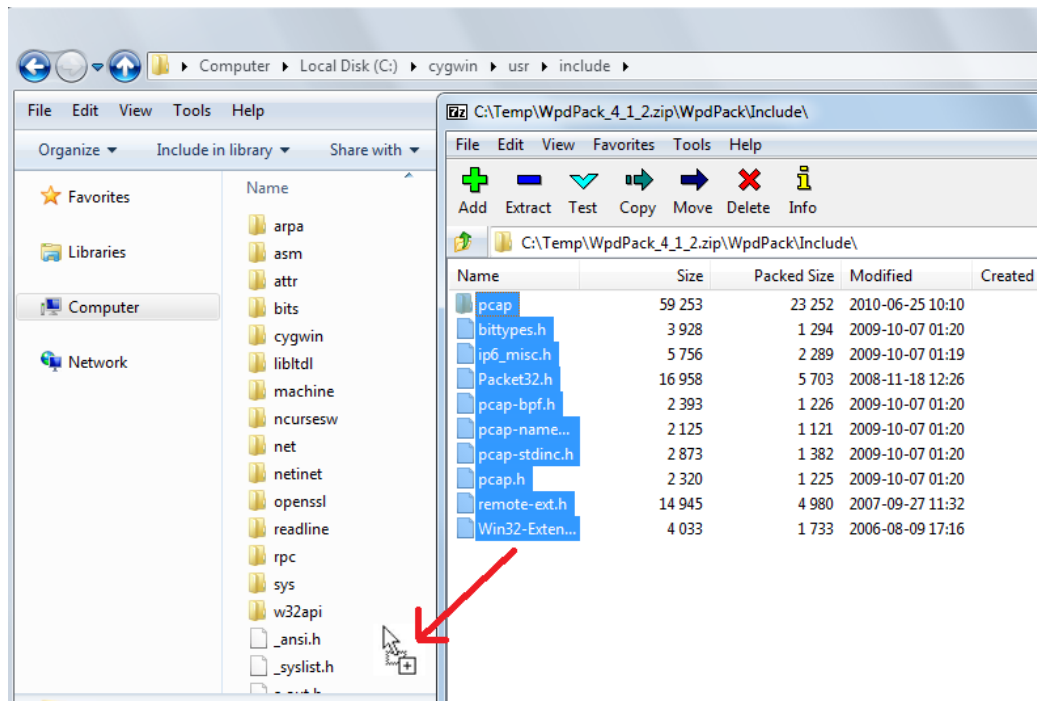 Computer ▸ Local Disk (C:) ▸ cygwin ▸ usr ▸ include ▸
File Edit View Tools Help
Organize ▾ Include in library ▾ Share with ▾
Favorites
Libraries
Computer
Network
Name
arpa
asm
attr
bits
cygwin
libltdl
machine
ncursesw
net
netinet
openssl
readline
rpc
sys
w32api
_ansi.h
_syslist.h
C:\Temp\WpdPack_4_1_2.zip\WpdPack\Include\
File Edit View Favorites Tools Help
Add Extract Test Copy Move Delete Info
C:\Temp\WpdPack_4_1_2.zip\WpdPack\Include\
Name Size Packed Size Modified Created
pcap 59 253 23 252 2010-06-25 10:10
bittypes.h 3 928 1 294 2009-10-07 01:20
ip6_misc.h 5 756 2 289 2009-10-07 01:19
Packet32.h 16 958 5 703 2008-11-18 12:26
pcap-bpf.h 2 393 1 226 2009-10-07 01:20
pcap-name... 2 125 1 121 2009-10-07 01:20
pcap-stdinc.h 2 873 1 382 2009-10-07 01:20
pcap.h 2 320 1 225 2009-10-07 01:20
remote-ext.h 14 945 4 980 2007-09-27 11:32
Win32-Exten... 4 033 1 733 2006-08-09 17:16